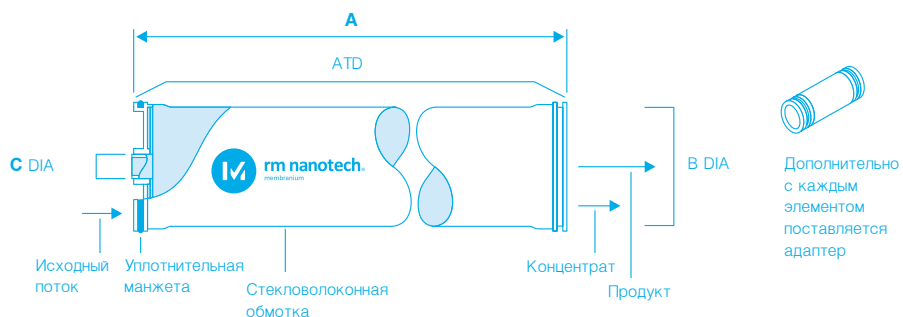 A
ATD
C DIA
rm nanotech®
membranium
B DIA
Дополнительно
с каждым
элементом
поставляется
адаптер
Исходный
поток
Уплотнительная
манжета
Стекловолоконная
обмотка
Концентрат
Продукт